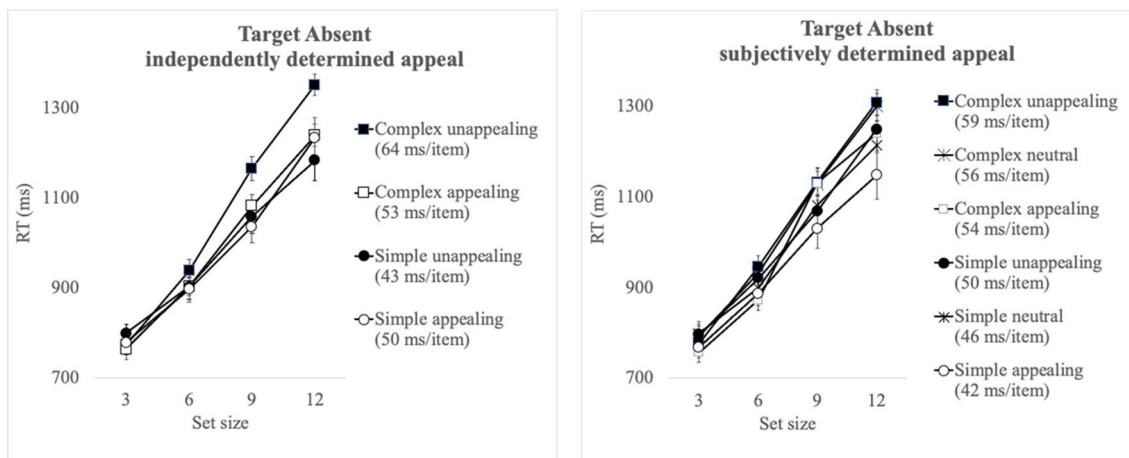 Target Absent
independently determined appeal
1300
1100
900
700
RT (ms)
3 6 9 12
Set size
Complex unappealing
(64 ms/item)
Complex appealing
(53 ms/item)
Simple unappealing
(43 ms/item)
Simple appealing
(50 ms/item)
Target Absent
subjectively determined appeal
1300
1100
900
700
RT (ms)
3 6 9 12
Set size
Complex unappealing
(59 ms/item)
Complex neutral
(56 ms/item)
Complex appealing
(54 ms/item)
Simple unappealing
(50 ms/item)
Simple neutral
(46 ms/item)
Simple appealing
(42 ms/item)